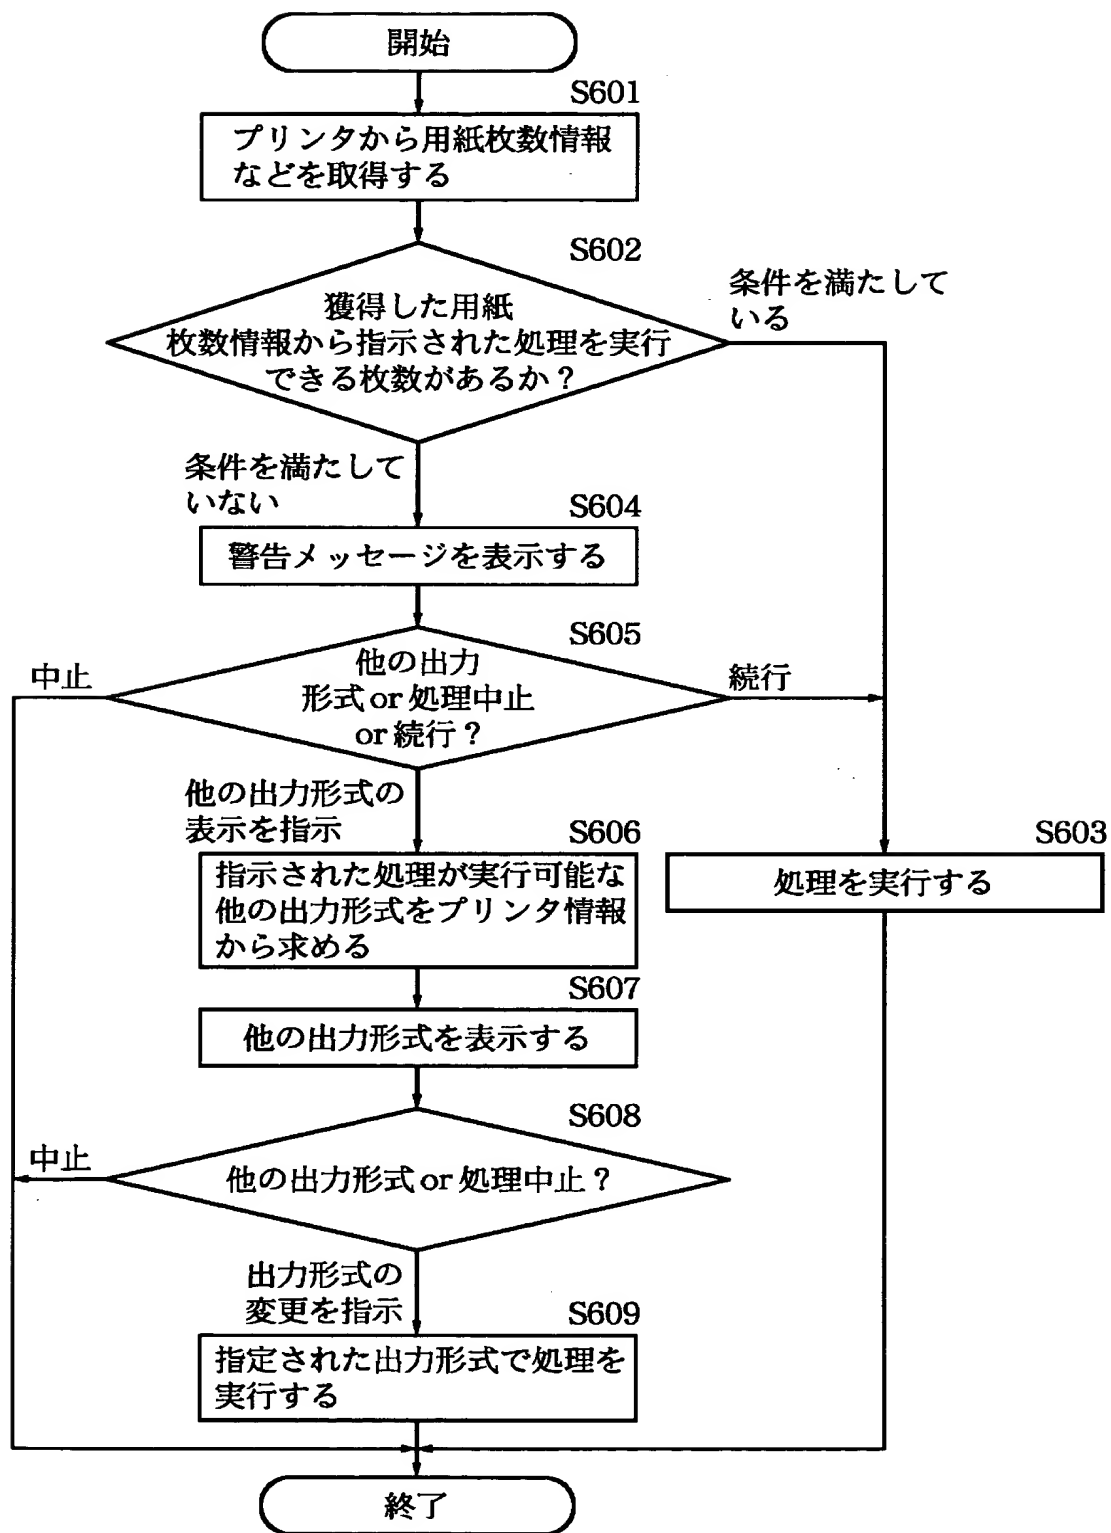 開始
S601
プリンタから用紙枚数情報
などを取得する
S602
獲得した用紙
枚数情報から指示された処理を実行
できる枚数があるか？
条件を満たして
いる
条件を満たして
いない
S604
警告メッセージを表示する
S605
他の出力
形式or処理中止
or続行？
中止
続行
他の出力形式の
表示を指示
S606
指示された処理が実行可能な
他の出力形式をプリンタ情報
から求める
S603
処理を実行する
S607
他の出力形式を表示する
S608
他の出力形式or処理中止？
中止
出力形式の
変更を指示
S609
指定された出力形式で処理を
実行する
終了